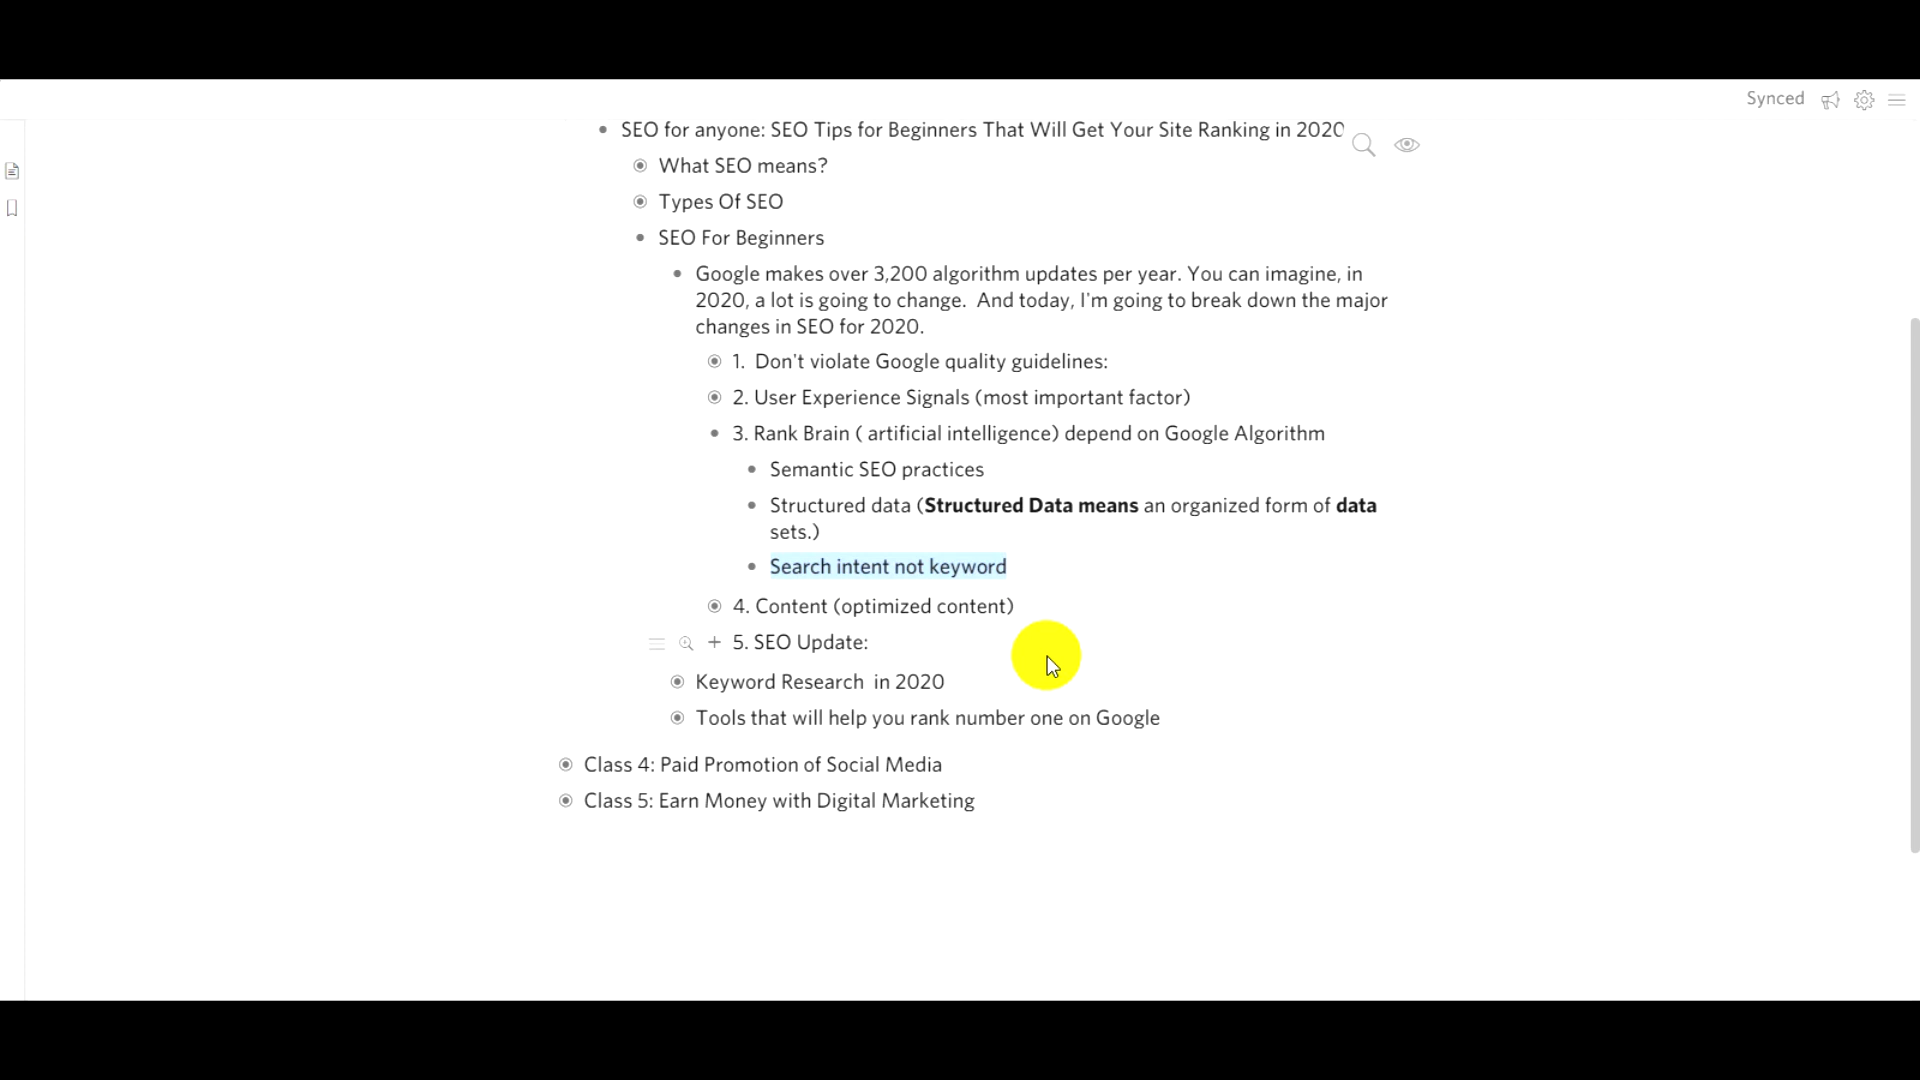 Synced
SEO for anyone: SEO Tips for Beginners That Will Get Your Site Ranking in 2020
What SEO means?
Types Of SEO
SEO For Beginners
Google makes over 3,200 algorithm updates per year. You can imagine, in
2020, a lot is going to change.  And today, I'm going to break down the major
changes in SEO for 2020.
1.  Don't violate Google quality guidelines:
2. User Experience Signals (most important factor)
3. Rank Brain ( artificial intelligence) depend on Google Algorithm
Semantic SEO practices
Structured data (Structured Data means an organized form of data
sets.)
Search intent not keyword
4. Content (optimized content)
5. SEO Update:
Keyword Research  in 2020
Tools that will help you rank number one on Google
Class 4: Paid Promotion of Social Media
Class 5: Earn Money with Digital Marketing